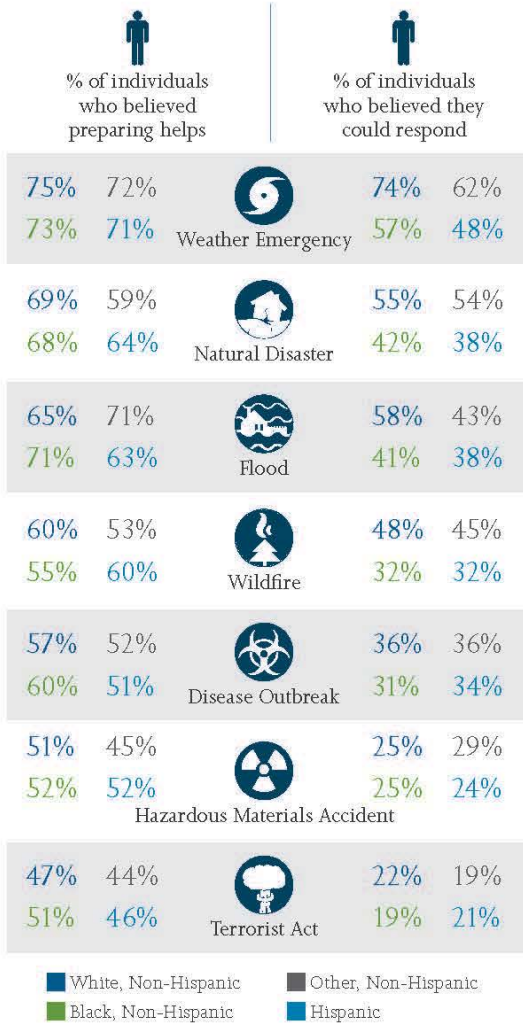 % of individuals
who believed
preparing helps
% of individuals
who believed they
could respond
75% 72% 74% 62%
73% 71% Weather Emergency 57% 48%
69% 59% 55% 54%
68% 64% Natural Disaster 42% 38%
65% 71% 58% 43%
71% 63% Flood 41% 38%
60% 53% 48% 45%
55% 60% Wildfire 32% 32%
57% 52% 36% 36%
60% 51% Disease Outbreak 31% 34%
51% 45% 25% 29%
52% 52% 25% 24%
Hazardous Materials Accident
47% 44% 22% 19%
51% 46% Terrorist Act 19% 21%
White, Non-Hispanic Other, Non-Hispanic
Black, Non-Hispanic Hispanic